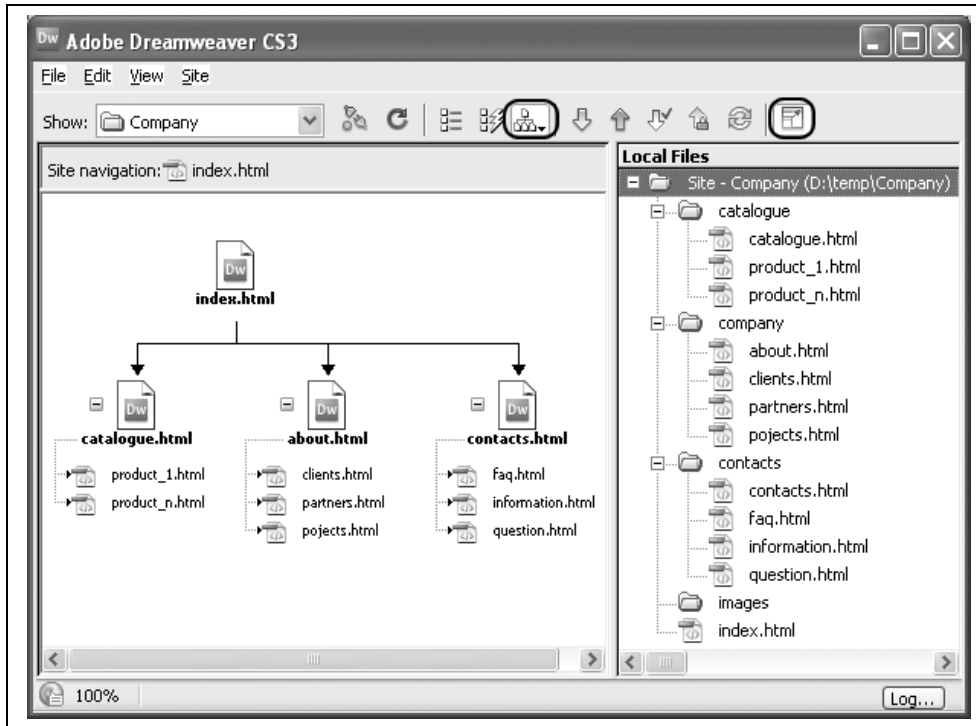 Dw Adobe Dreamweaver CS3
File Edit View Site
Show: Company
Site navigation: index.html
Dw
index.html
Dw
Dw
Dw
catalogue.html
about.html
contacts.html
product_1.html
clients.html
faq.html
product_n.html
partners.html
information.html
pojects.html
question.html
Local Files
Site - Company (D:\temp\Company)
catalogue
catalogue.html
product_1.html
product_n.html
company
about.html
clients.html
partners.html
pojects.html
contacts
contacts.html
faq.html
information.html
question.html
images
index.html
100%
Log...